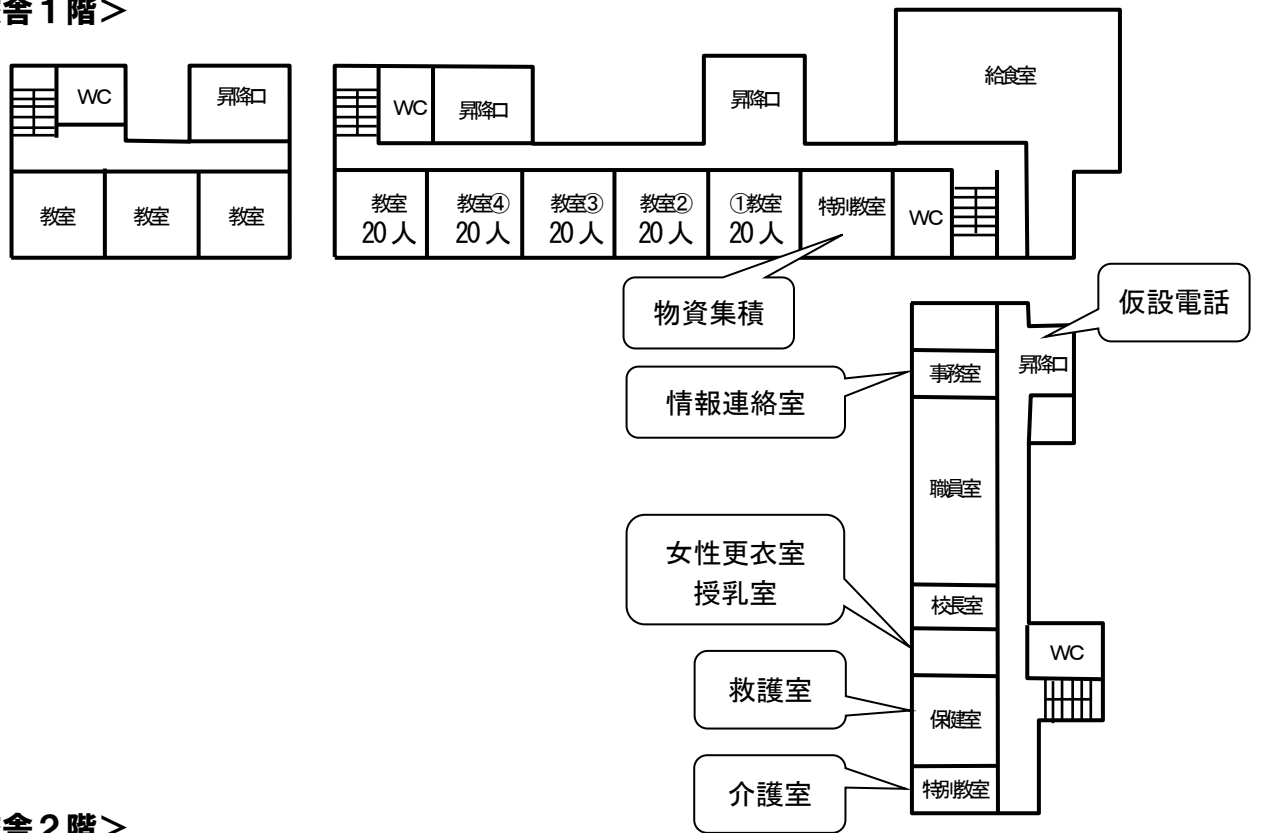 舎１階＞
給食室
WC
昇降口
WC
昇降口
昇降口
教室
教室
教室
教室
20人
教室④
20人
教室③
20人
教室②
20人
①教室
20人
特別教室
WC
物資集積
仮設電話
昇降口
事務室
情報連絡室
職員室
女性更衣室
授乳室
校長室
WC
救護室
保健室
介護室
特別教室
舎２階＞